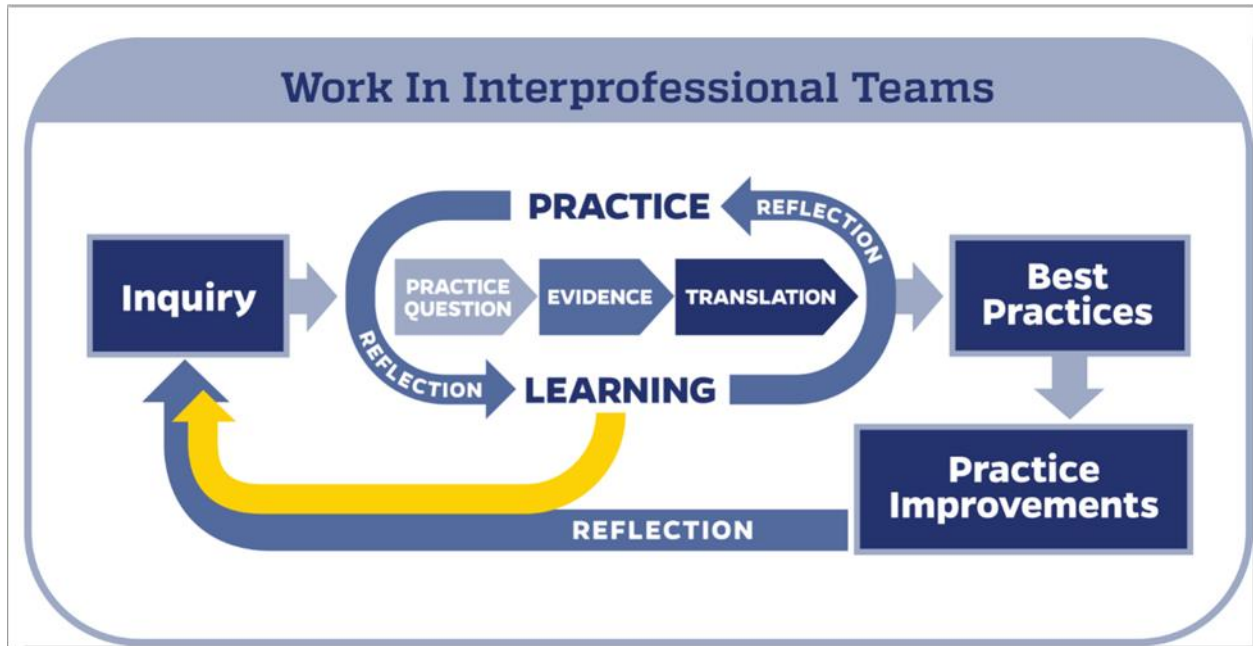 Work In Interprofessional Teams
PRACTICE
REFLECTION
Inquiry
PRACTICE
QUESTION
EVIDENCE
TRANSLATION
Best
Practices
REFLECTION
LEARNING
Practice
Improvements
REFLECTION